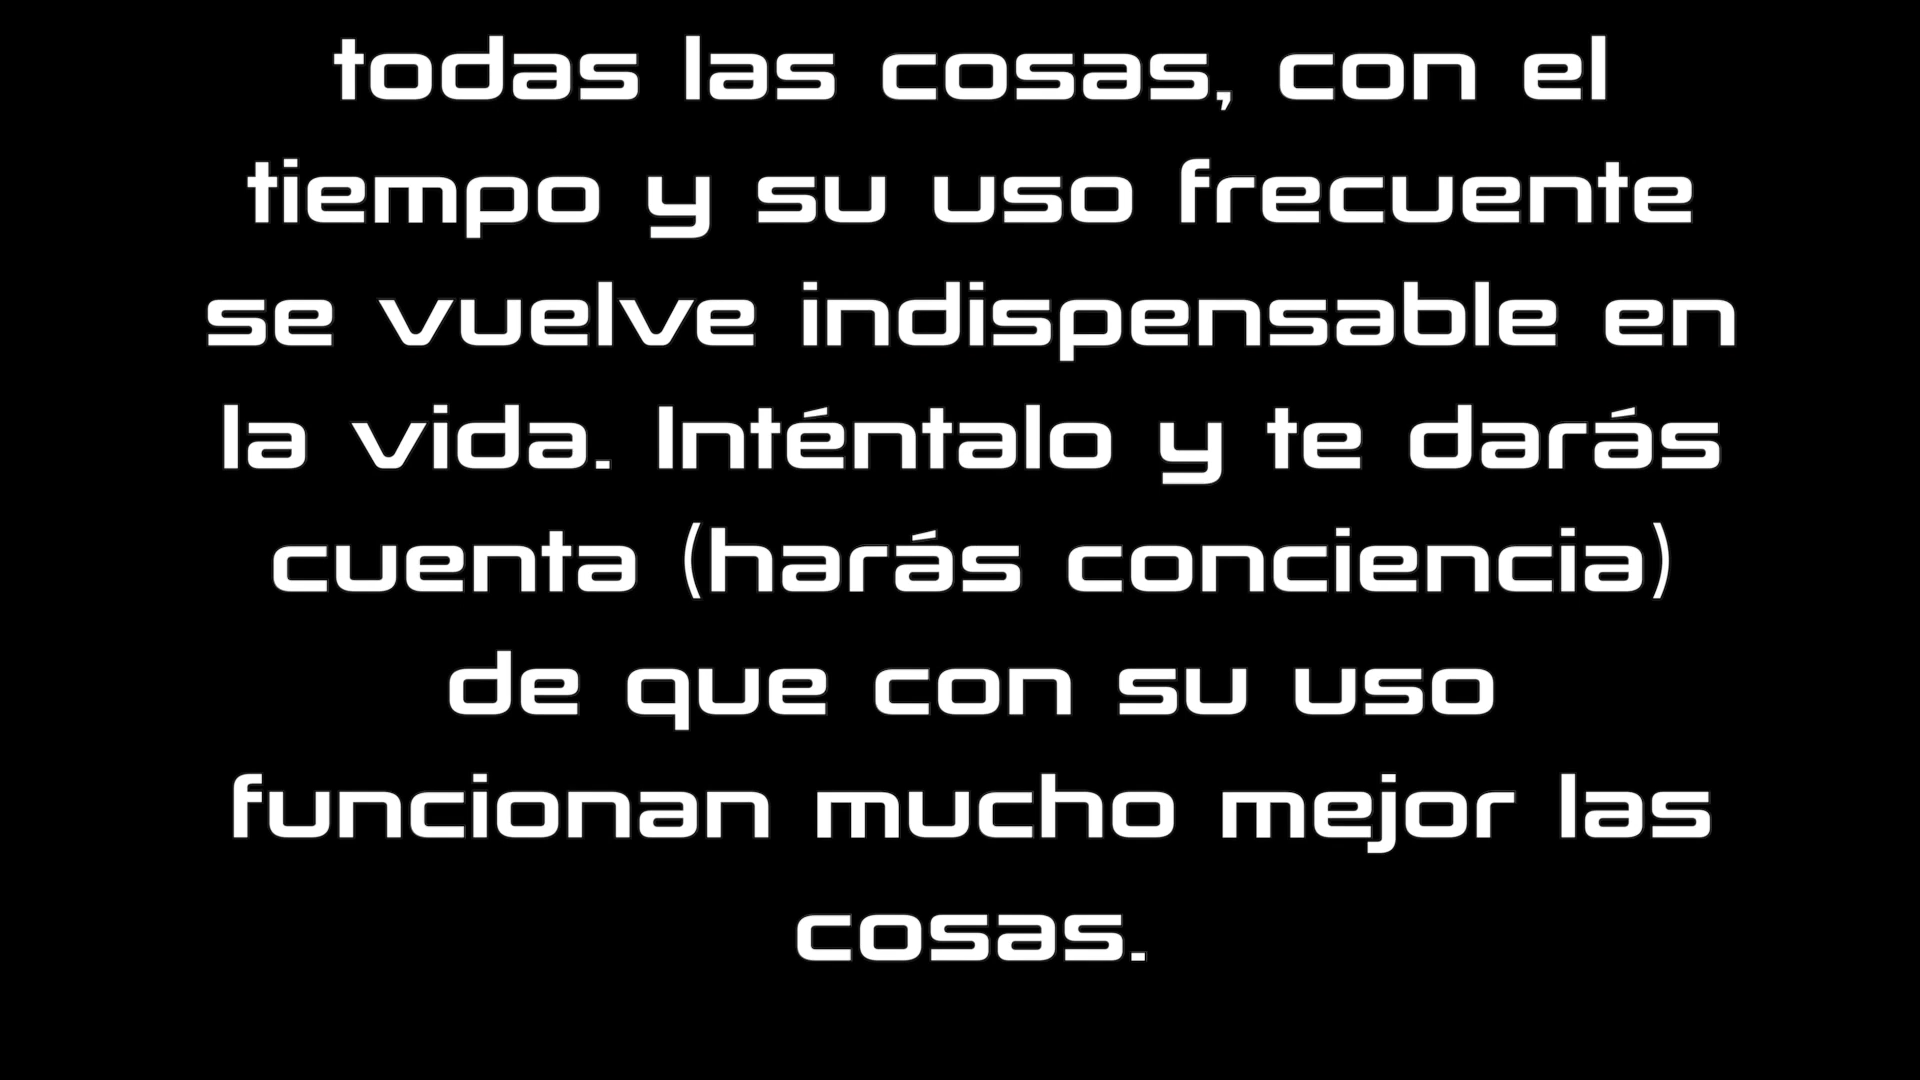 todas las cosas, con el
tiempo y su uso frecuente
se vuelve indispensable en
la vida. Inténtalo y te darás
cuenta (harás conciencia)
de que con su uso
funcionan mucho mejor las
cosas.